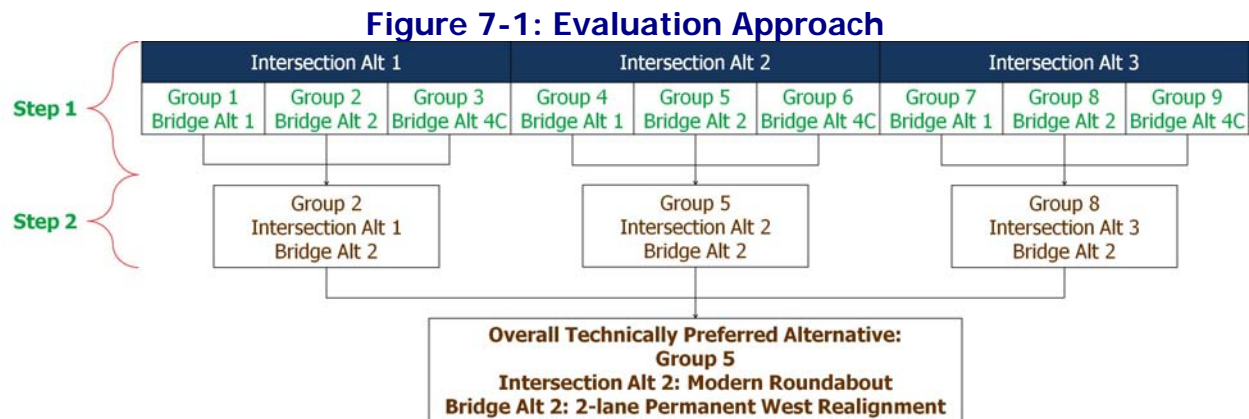 Figure 7-1: Evaluation Approach
Intersection Alt 1
Intersection Alt 2
Intersection Alt 3
Step 1
Group 1
Bridge Alt 1
Group 2
Bridge Alt 2
Group 3
Bridge Alt 4C
Group 4
Bridge Alt 1
Group 5
Bridge Alt 2
Group 6
Bridge Alt 4C
Group 7
Bridge Alt 1
Group 8
Bridge Alt 2
Group 9
Bridge Alt 4C
Step 2
Group 2
Intersection Alt 1
Bridge Alt 2
Group 5
Intersection Alt 2
Bridge Alt 2
Group 8
Intersection Alt 3
Bridge Alt 2
Overall Technically Preferred Alternative:
Group 5
Intersection Alt 2: Modern Roundabout
Bridge Alt 2: 2-lane Permanent West Realignment